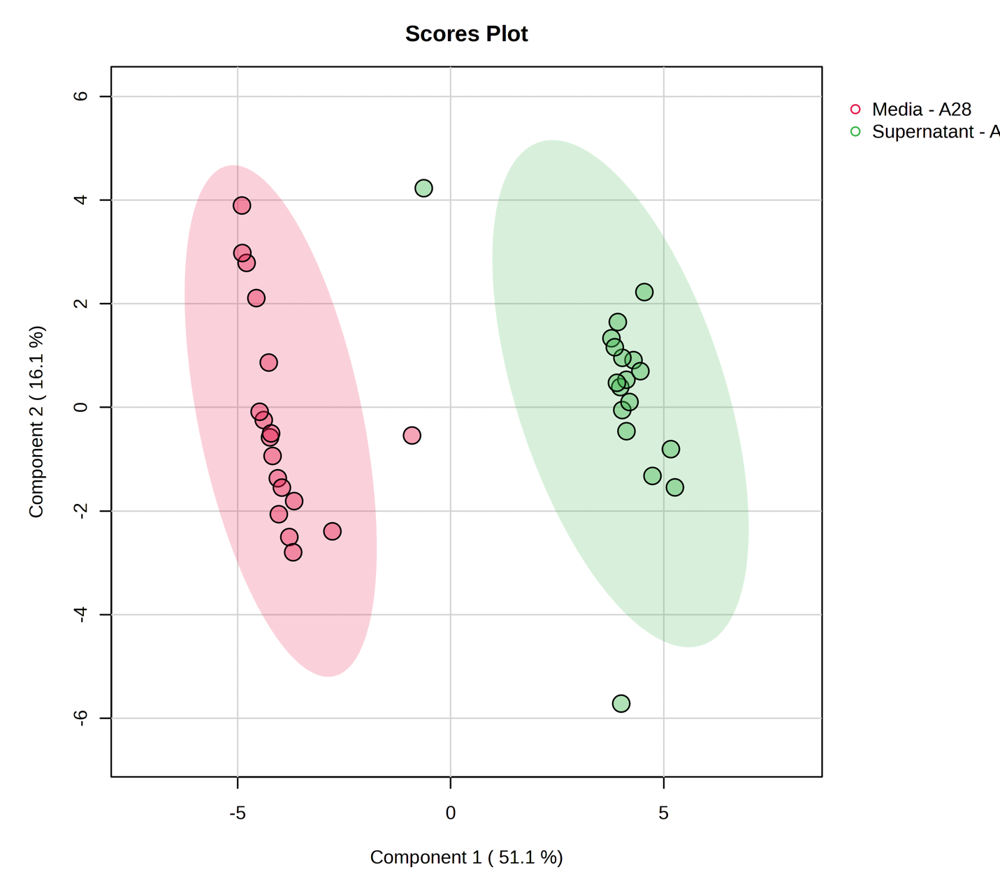 Scores Plot
Media - A28
Supernatant - A
6
4
2
0
-2
-4
-6
Component 2 ( 16.1 %)
-5 0 5
Component 1 ( 51.1 %)